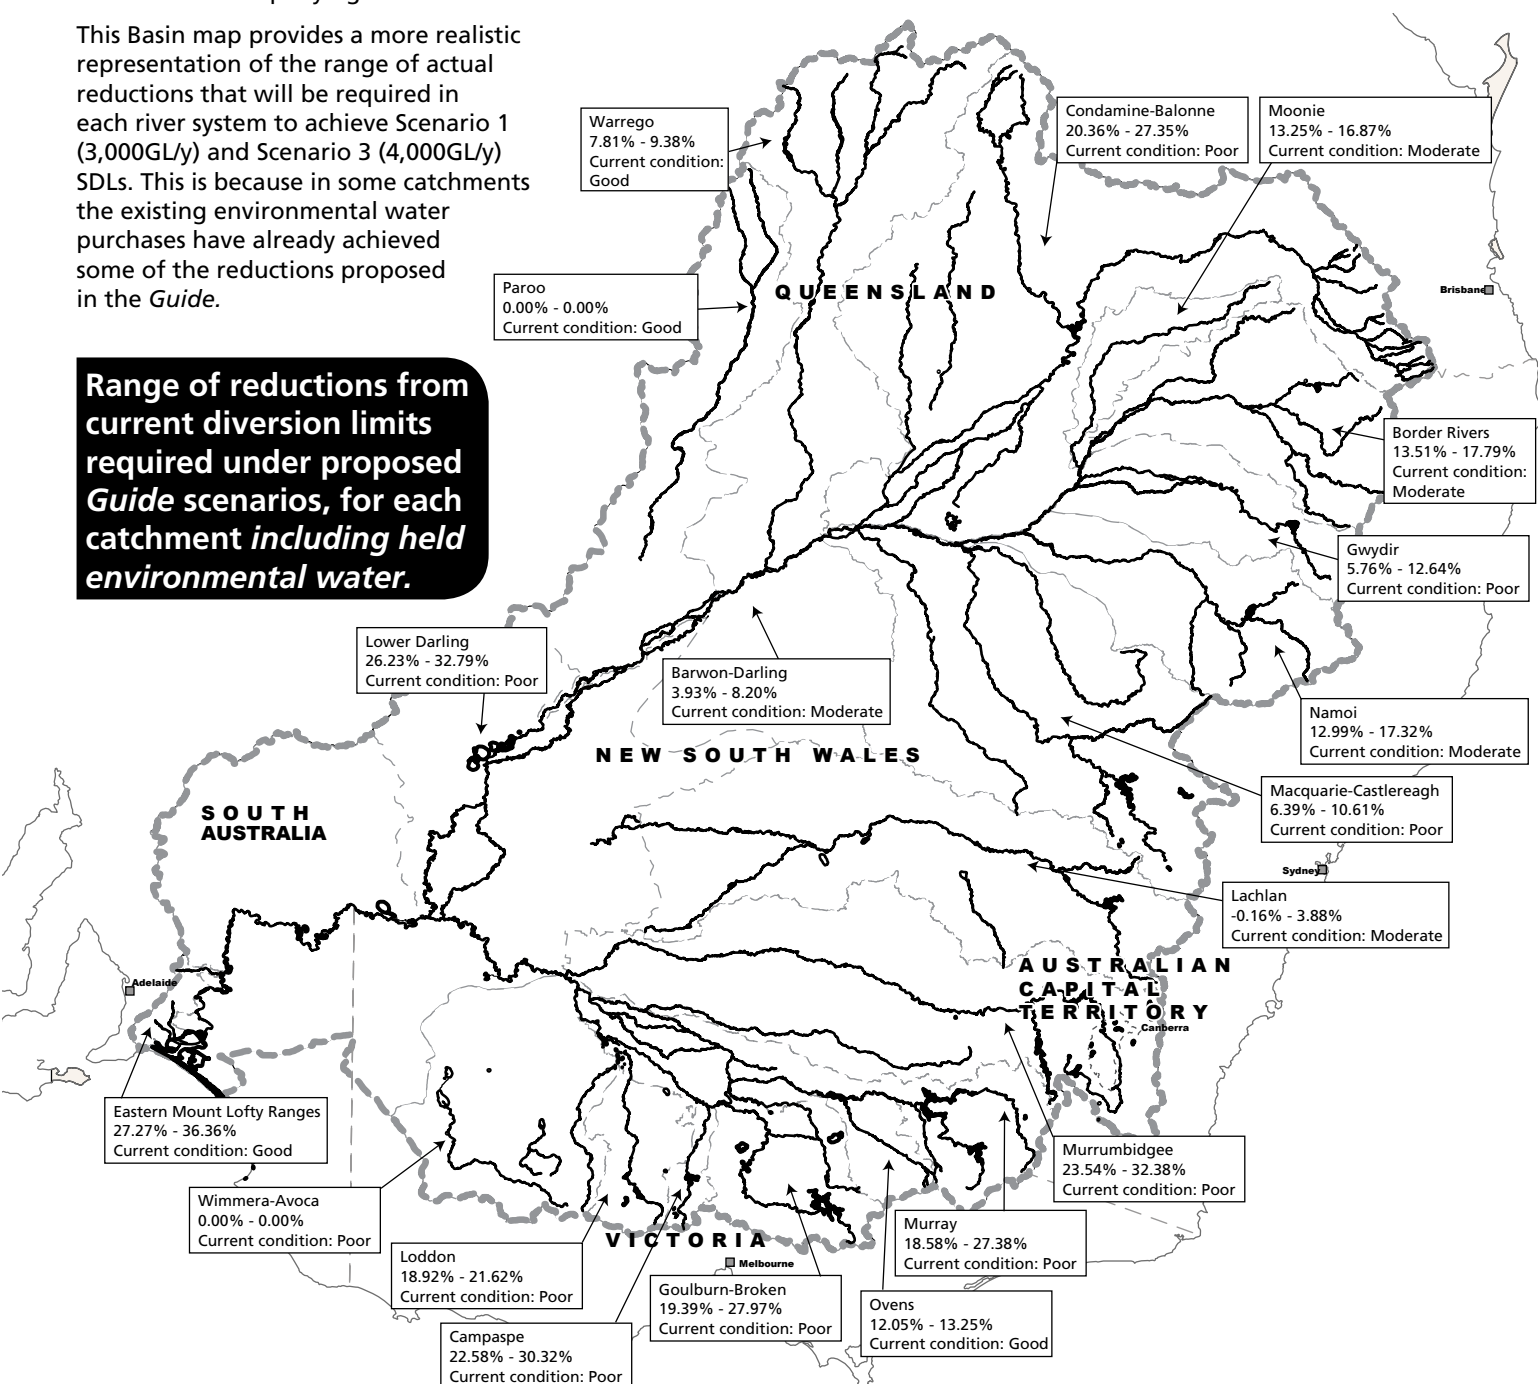 This Basin map provides a more realistic
representation of the range of actual
reductions that will be required in
each river system to achieve Scenario 1
(3,000GL/y) and Scenario 3 (4,000GL/y)
SDLs. This is because in some catchments
the existing environmental water
purchases have already achieved
some of the reductions proposed
in the Guide.
Range of reductions from
current diversion limits
required under proposed
Guide scenarios, for each
catchment including held
environmental water.
Warrego
7.81% - 9.38%
Current condition:
Good
Condamine-Balonne
20.36% - 27.35%
Current condition: Poor
Moonie
13.25% - 16.87%
Current condition: Moderate
Paroo
0.00% - 0.00%
Current condition: Good
QUEENSLAND
Brisbane
Border Rivers
13.51% - 17.79%
Current condition:
Moderate
Gwydir
5.76% - 12.64%
Current condition: Poor
Lower Darling
26.23% - 32.79%
Current condition: Poor
Barwon-Darling
3.93% - 8.20%
Current condition: Moderate
Namoi
12.99% - 17.32%
Current condition: Moderate
NEW SOUTH WALES
SOUTH
AUSTRALIA
Macquarie-Castlereagh
6.39% - 10.61%
Current condition: Poor
Sydney
Lachlan
-0.16% - 3.88%
Current condition: Moderate
AUSTRALIAN
CAPITAL
TERRITORY
Canberra
Adelaide
Eastern Mount Lofty Ranges
27.27% - 36.36%
Current condition: Good
Murrumbidgee
23.54% - 32.38%
Current condition: Poor
Wimmera-Avoca
0.00% - 0.00%
Current condition: Poor
Murray
18.58% - 27.38%
Current condition: Poor
VICTORIA
Melbourne
Loddon
18.92% - 21.62%
Current condition: Poor
Goulburn-Broken
19.39% - 27.97%
Current condition: Poor
Ovens
12.05% - 13.25%
Current condition: Good
Campaspe
22.58% - 30.32%
Current condition: Poor